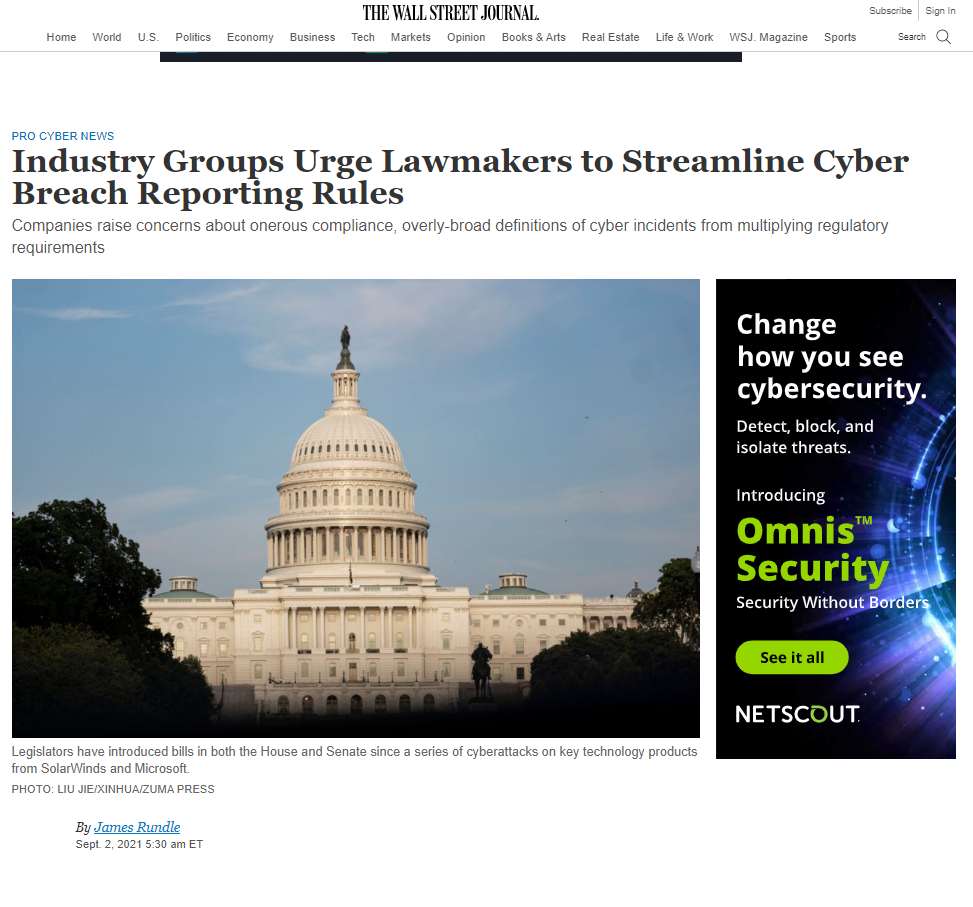 THE WALL STREET JOURNAL.
Subscribe Sign In
Home World U.S. Politics Economy Business Tech Markets Opinion Books & Arts Real Estate Life & Work WSJ. Magazine Sports Search
PRO CYBER NEWS
Industry Groups Urge Lawmakers to Streamline Cyber
Breach Reporting Rules
Companies raise concerns about onerous compliance, overly-broad definitions of cyber incidents from multiplying regulatory
requirements
Change
how you see
cybersecurity.
Detect, block, and
isolate threats.
Introducing
Omnis™
Security
Security Without Borders
See it all
NETSCOUT
Legislators have introduced bills in both the House and Senate since a series of cyberattacks on key technology products
from SolarWinds and Microsoft.
PHOTO: LIU JIE/XINHUA/ZUMA PRESS
By James Rundle
Sept. 2, 2021 5:30 am ET